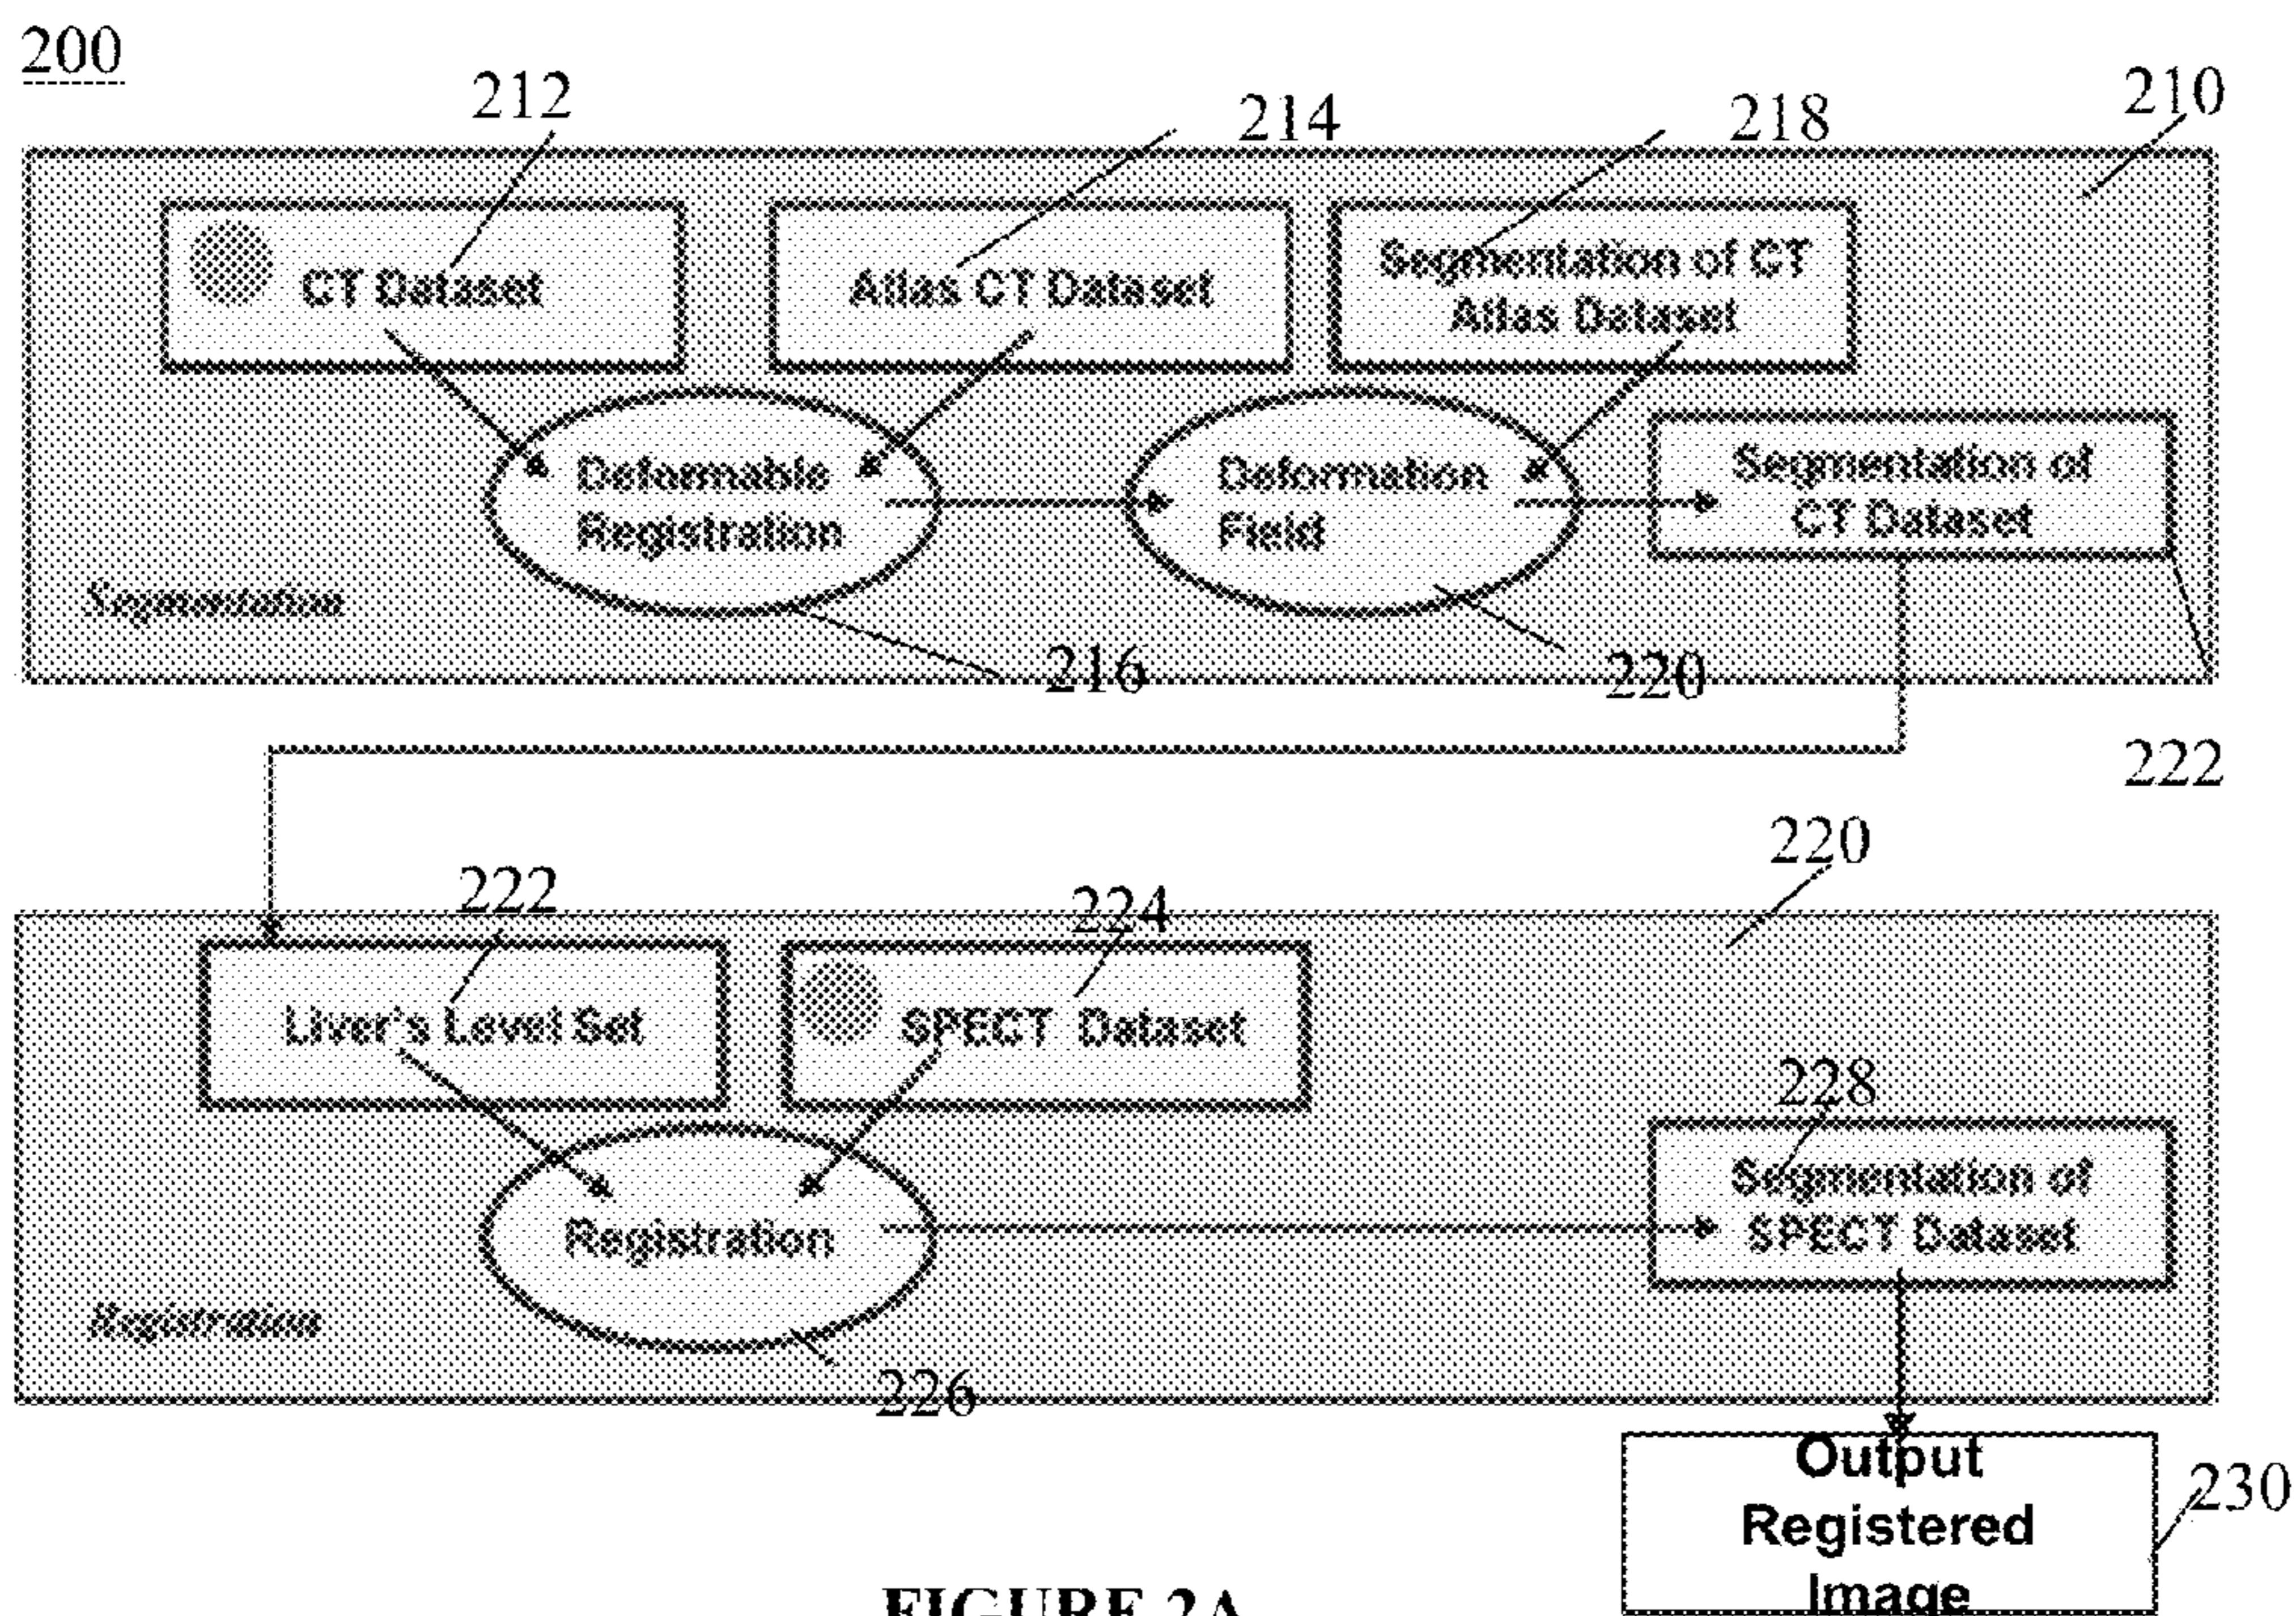 200
212
214
218
210
CT Dataset
Atlas CT Dataset
Segmentation of CT
Atlas Dataset
Deformable
Registration
Deformation
Field
Segmentation of
CT Dataset
Segmentation
216
220
222
220
222
224
Liver's Level Set
SPECT Dataset
228
Segmentation of
SPECT Dataset
Registration
Registration
226
Output
Registered
Image
230
FIGURE 2A